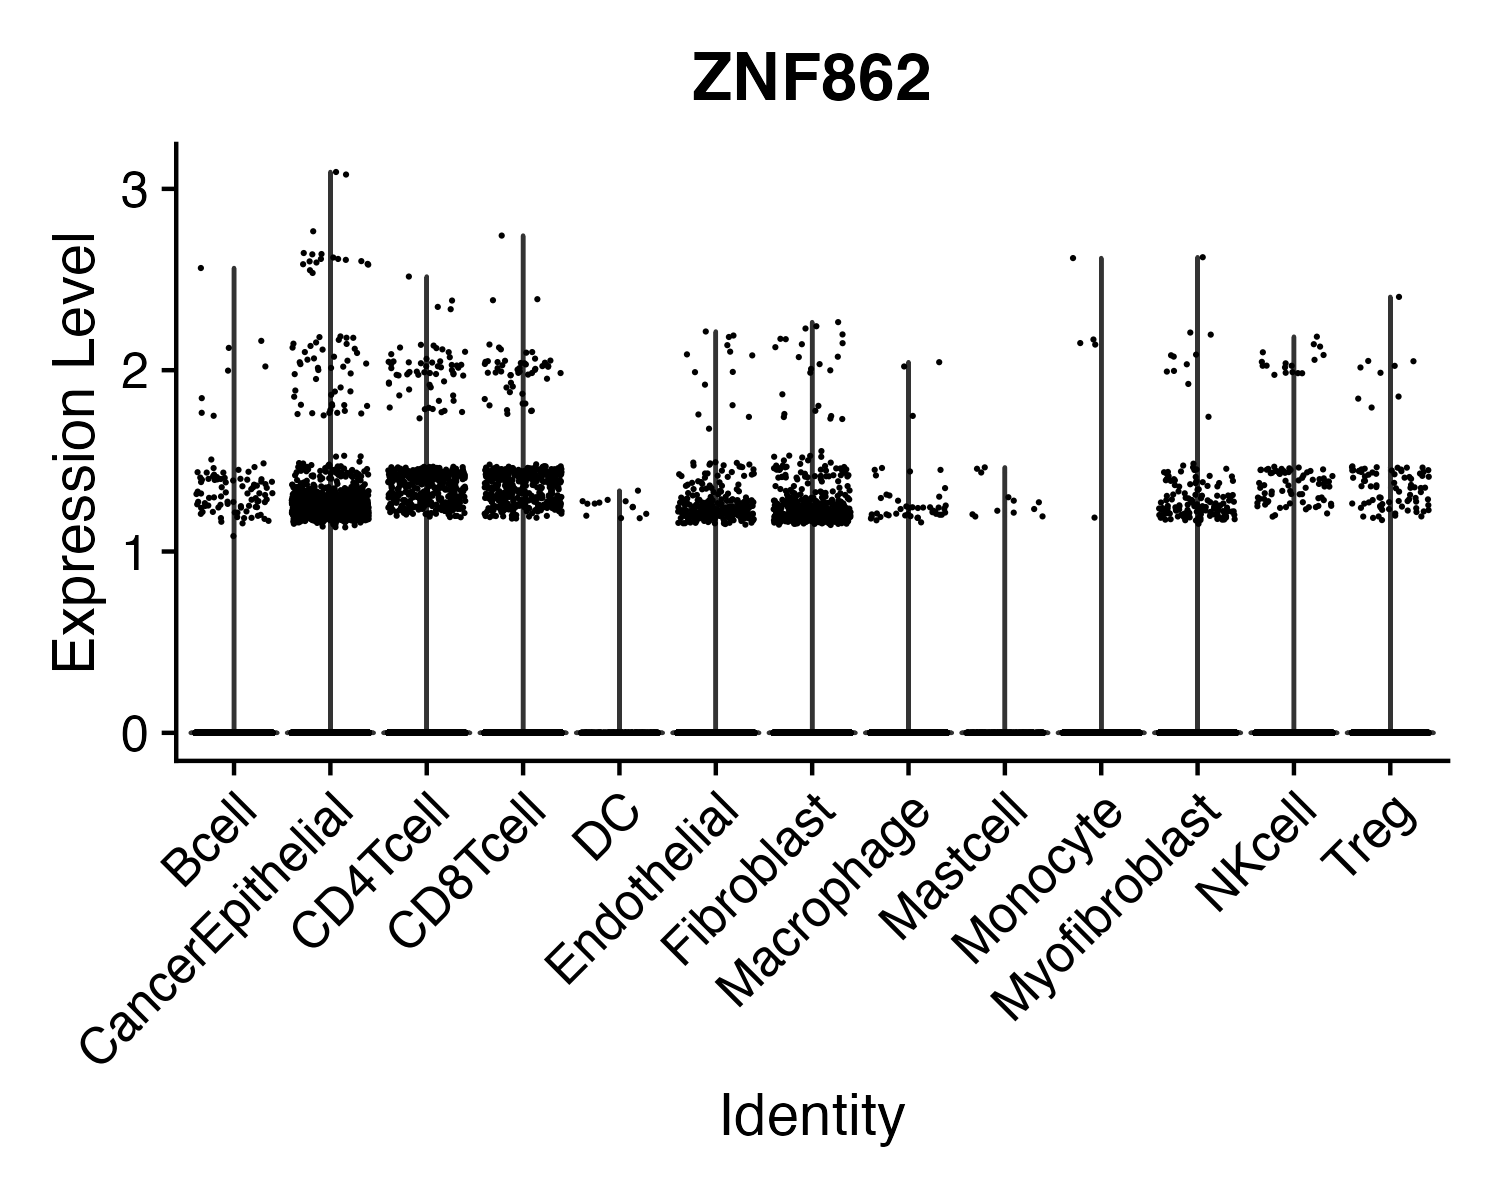 ZNF862
Expression Level
3
2
1
0
Bcell
CancerEpithelial
CD4Tcell
CD8Tcell
DC
Endothelial
Fibroblast
Macrophage
Mastcell
Monocyte
Myofibroblast
NKcell
Treg
Identity